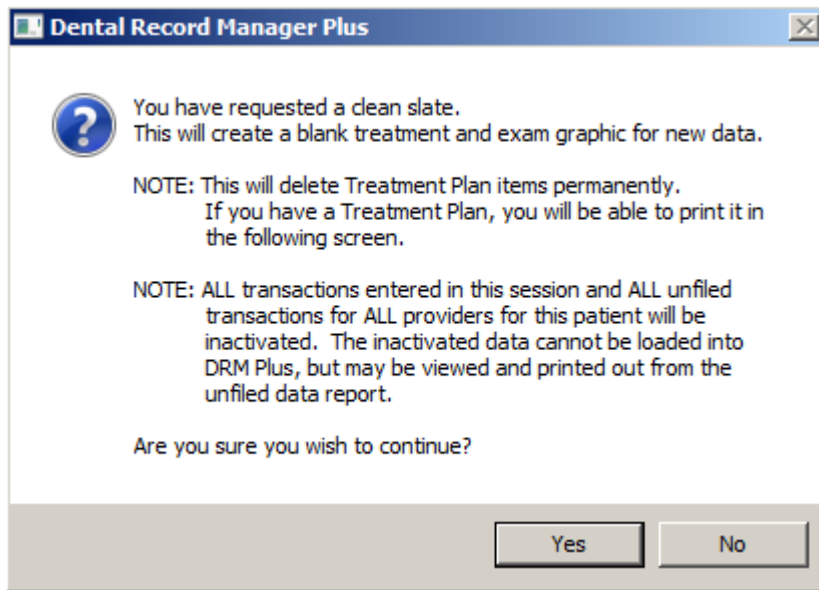 Dental Record Manager Plus
You have requested a clean slate.
This will create a blank treatment and exam graphic for new data.
NOTE: This will delete Treatment Plan items permanently.
If you have a Treatment Plan, you will be able to print it in
the following screen.
NOTE: ALL transactions entered in this session and ALL unfiled
transactions for ALL providers for this patient will be
inactivated.  The inactivated data cannot be loaded into
DRM Plus, but may be viewed and printed out from the
unfiled data report.
Are you sure you wish to continue?
Yes
No